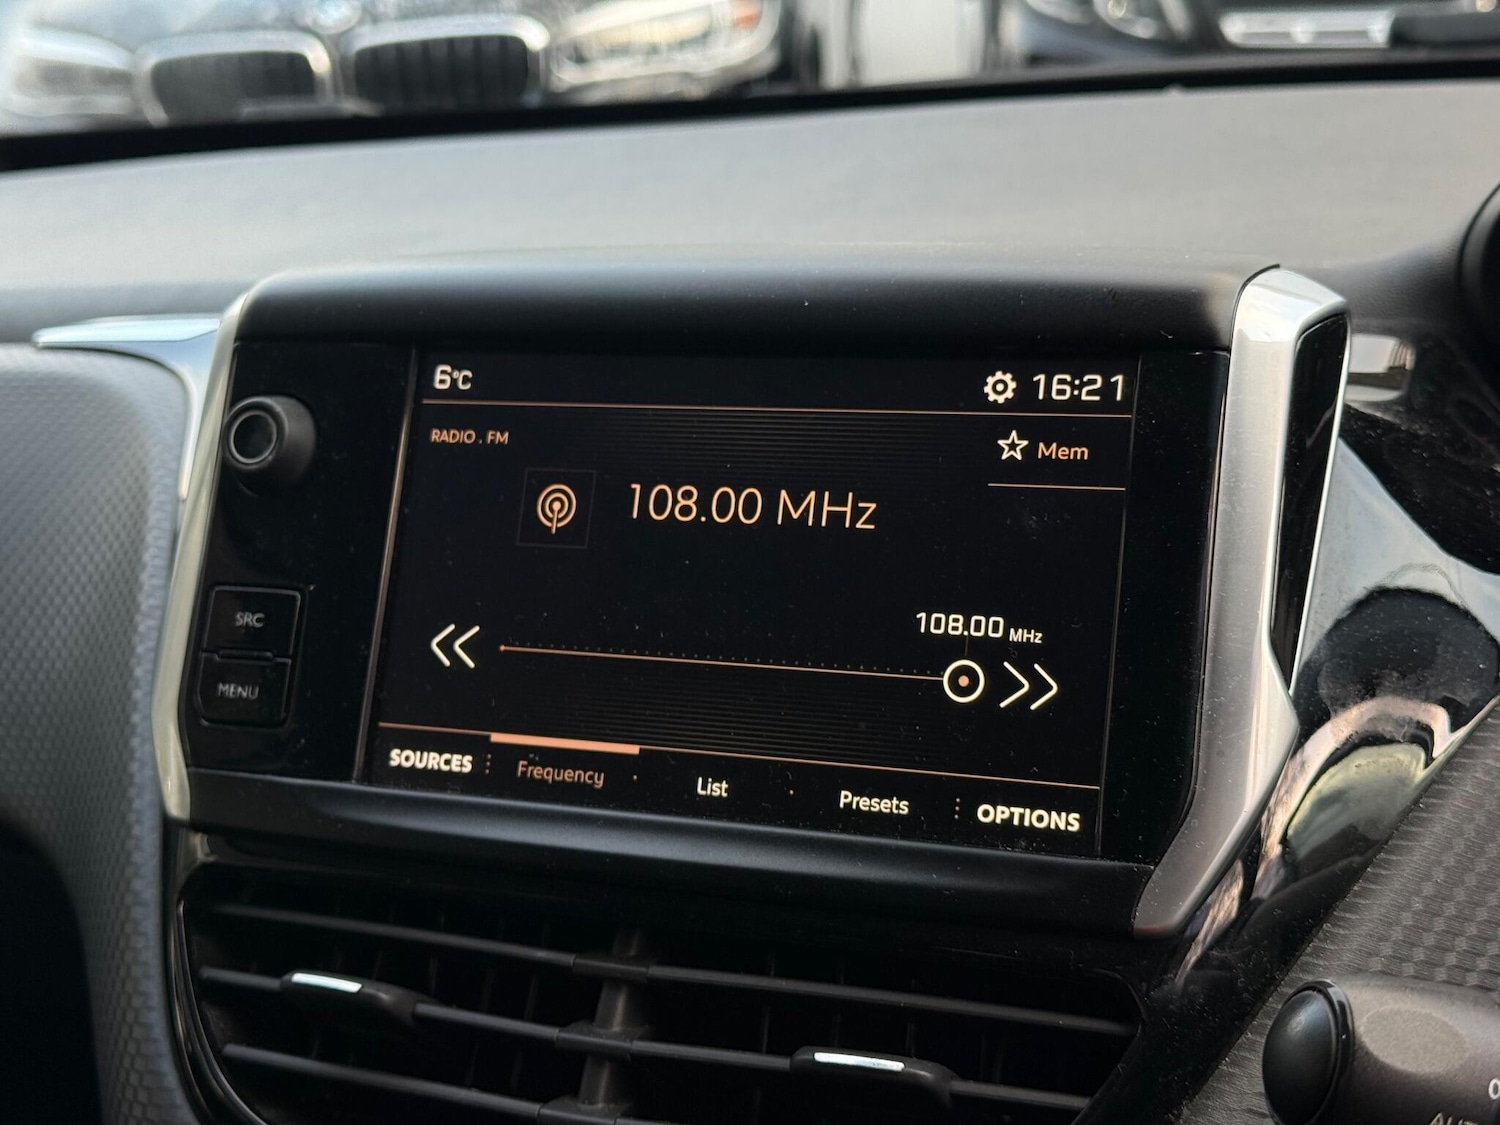 6°C 16:21
RADIO . FM
Mem
108.00 MHz
SRC
MENU
108.00 MHz
SOURCES Frequency List Presets OPTIONS
0